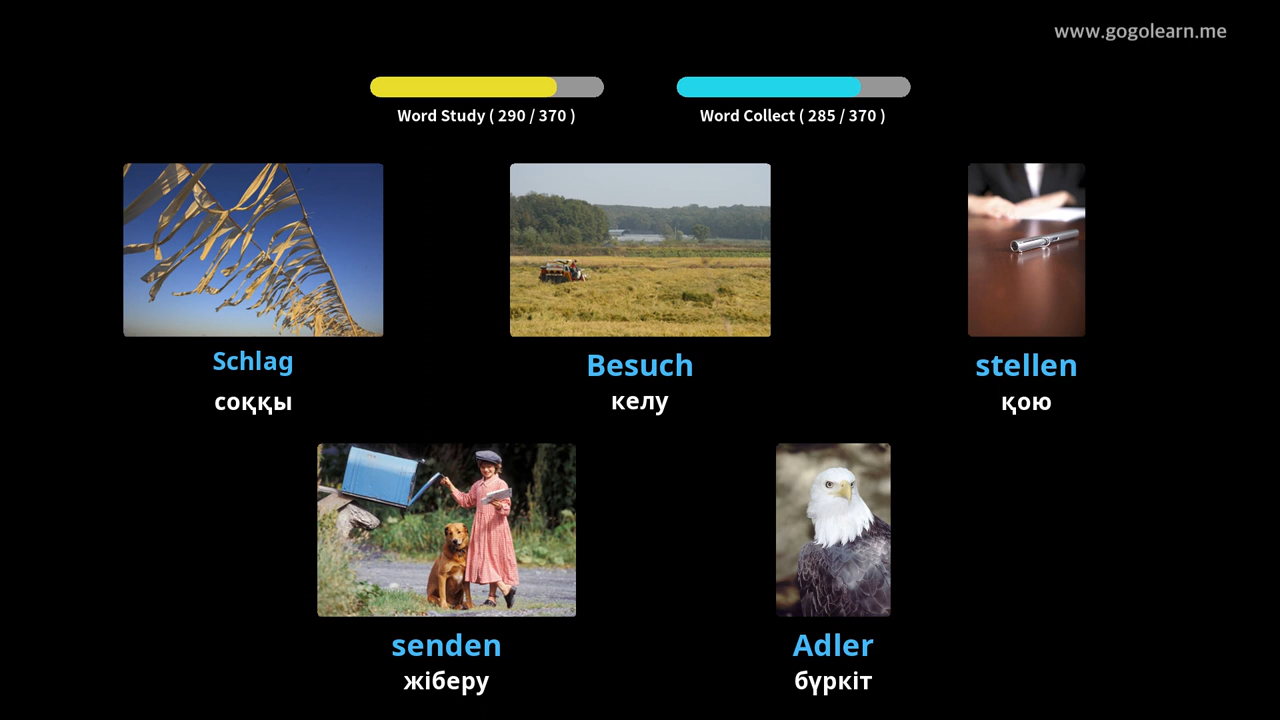 www.gogolearn.me
Word Study ( 290 / 370 )
Word Collect ( 285 / 370 )
Schlag
соққы
Besuch
келу
stellen
қою
senden
жіберу
Adler
бүркіт